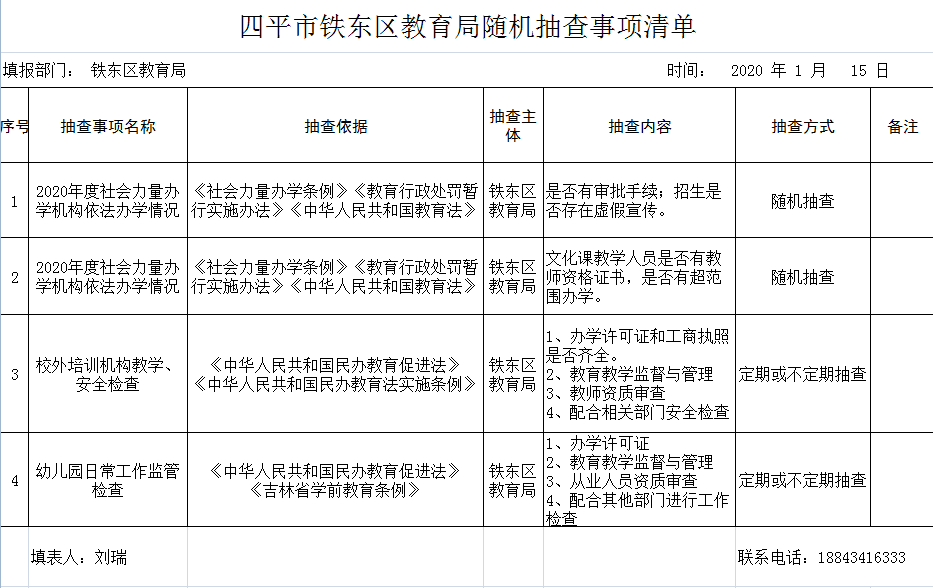 四平市铁东区教育局随机抽查事项清单
填报部门： 铁东区教育局 时间： 2020 年 1 月 15 日
序号 抽查事项名称 抽查依据 抽查主体 抽查内容 抽查方式 备注
1
2020年度社会力量办
学机构依法办学情况
《社会力量办学条例》《教育行政处罚暂
行实施办法》《中华人民共和国教育法》
铁东区
教育局
是否有审批手续；招生是
否存在虚假宣传。
随机抽查
2
2020年度社会力量办
学机构依法办学情况
《社会力量办学条例》《教育行政处罚暂
行实施办法》《中华人民共和国教育法》
铁东区
教育局
文化课教学人员是否有教
师资格证书，是否有超范
围办学。
随机抽查
3
校外培训机构教学、
安全检查
《中华人民共和国民办教育促进法》
《中华人民共和国民办教育法实施条例》
铁东区
教育局
1、办学许可证和工商执照
是否齐全。
2、教育教学监督与管理
3、教师资质审查
4、配合相关部门安全检查
定期或不定期抽查
4
幼儿园日常工作监管
检查
《中华人民共和国民办教育促进法》
《吉林省学前教育条例》
铁东区
教育局
1、办学许可证
2、教育教学监督与管理
3、从业人员资质审查
4、配合其他部门进行工作
检查
定期或不定期抽查
填表人：刘瑞 联系电话：18843416333